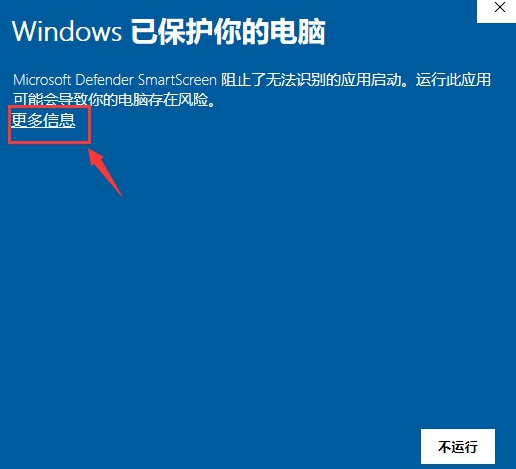 Windows 已保护你的电脑
Microsoft Defender SmartScreen 阻止了无法识别的应用启动。运行此应用
可能会导致你的电脑存在风险。
更多信息
不运行